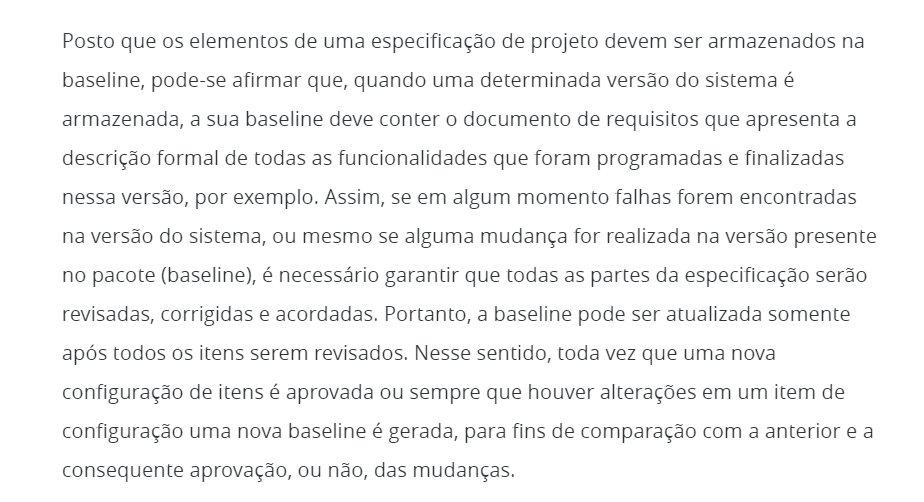 Posto que os elementos de uma especificação de projeto devem ser armazenados na
baseline, pode-se afirmar que, quando uma determinada versão do sistema é
armazenada, a sua baseline deve conter o documento de requisitos que apresenta a
descrição formal de todas as funcionalidades que foram programadas e finalizadas
nessa versão, por exemplo. Assim, se em algum momento falhas forem encontradas
na versão do sistema, ou mesmo se alguma mudança for realizada na versão presente
no pacote (baseline), é necessário garantir que todas as partes da especificação serão
revisadas, corrigidas e acordadas. Portanto, a baseline pode ser atualizada somente
após todos os itens serem revisados. Nesse sentido, toda vez que uma nova
configuração de itens é aprovada ou sempre que houver alterações em um item de
configuração uma nova baseline é gerada, para fins de comparação com a anterior e a
consequente aprovação, ou não, das mudanças.